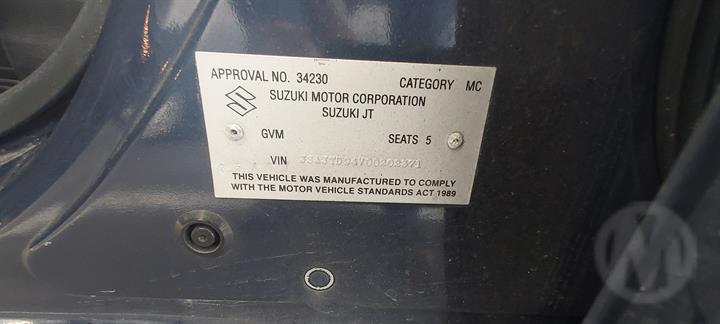 APPROVAL NO. 34230 CATEGORY MC
SUZUKI MOTOR CORPORATION
SUZUKI JT
GVM SEATS 5
VIN
THIS VEHICLE WAS MANUFACTURED TO COMPLY
WITH THE MOTOR VEHICLE STANDARDS ACT 1989
M